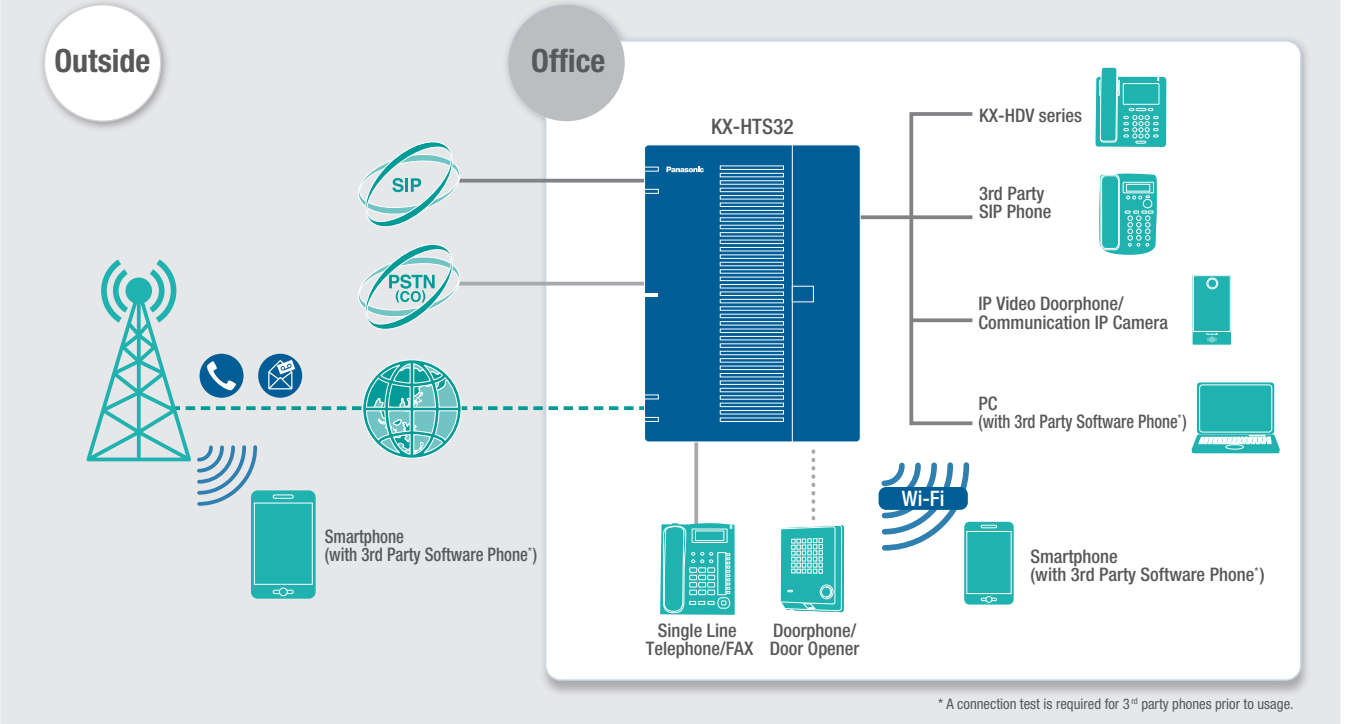 Outside
Office
KX-HTS32
Panasonic
SIP
PSTN
(CO)
KX-HDV series
3rd Party
SIP Phone
IP Video Doorphone/
Communication IP Camera
PC
(with 3rd Party Software Phone*)
Wi-Fi
Smartphone
(with 3rd Party Software Phone*)
Smartphone
(with 3rd Party Software Phone*)
Single Line
Telephone/FAX
Doorphone/
Door Opener
* A connection test is required for 3rd party phones prior to usage.